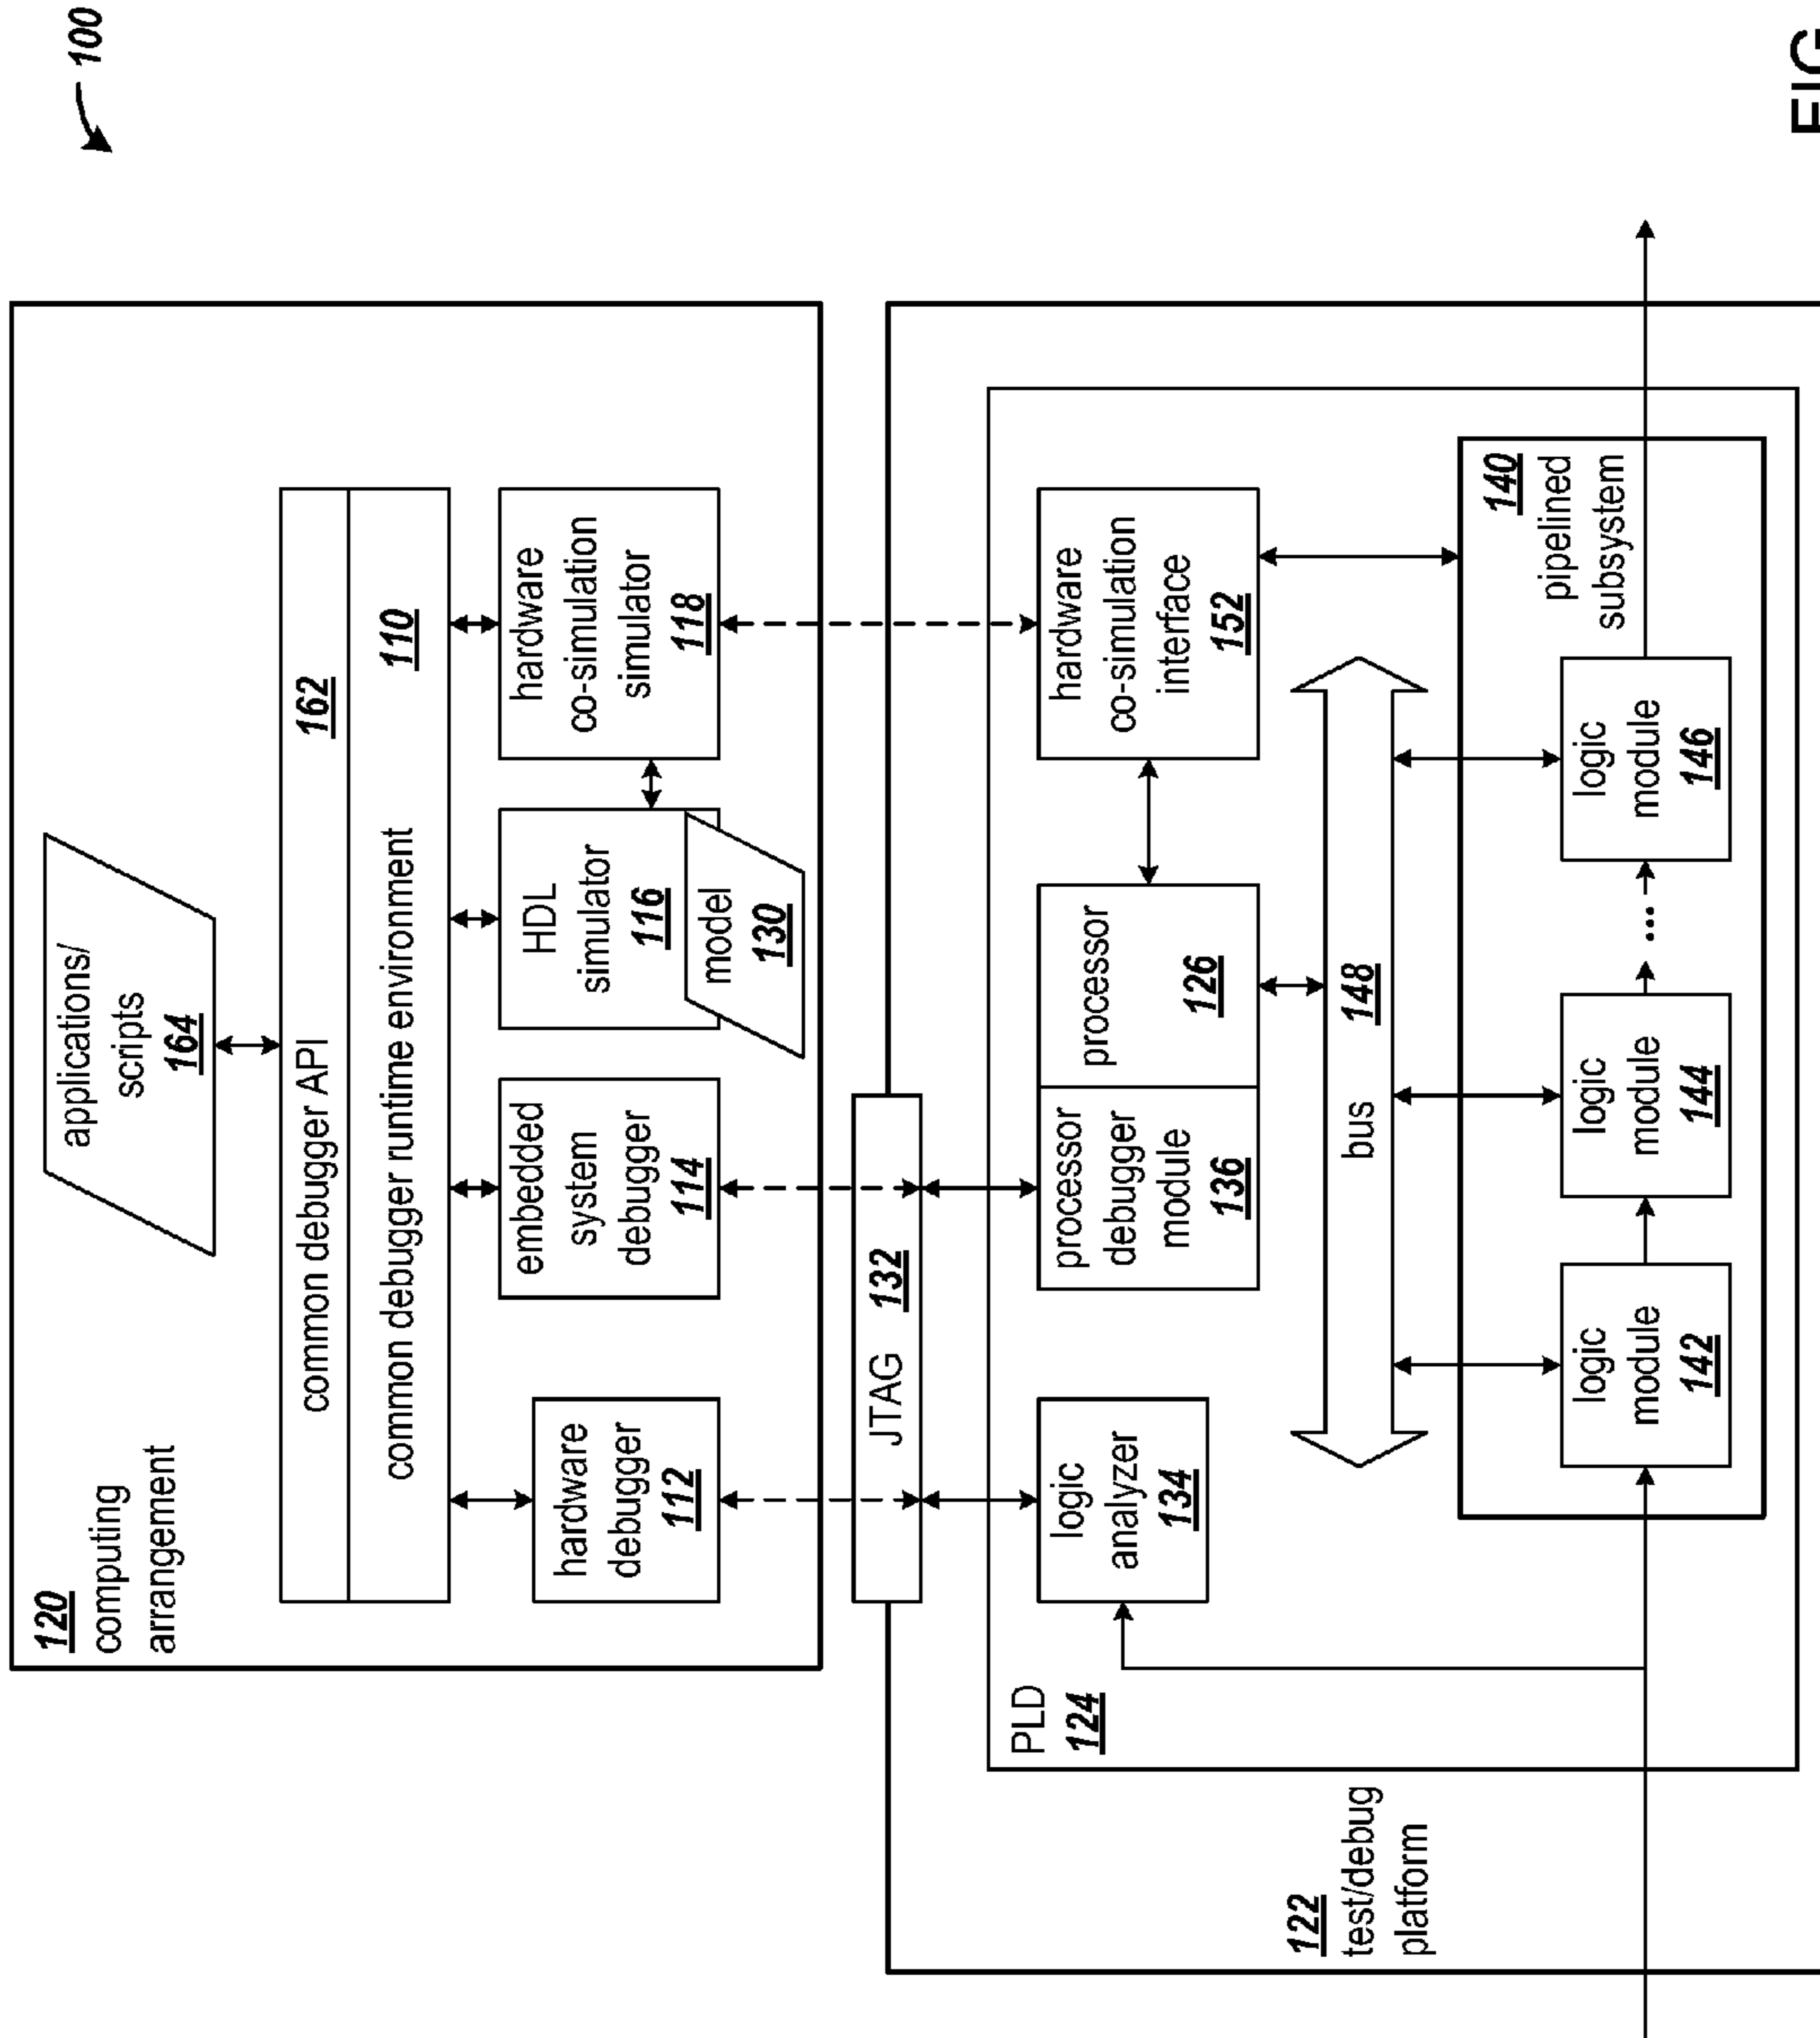 100
120
computing
arrangement
applications/
scripts
164
common debugger API
162
common debugger runtime environment
110
hardware
debugger
112
embedded
system
debugger
114
HDL
simulator
116
model
130
hardware
co-simulation
simulator
118
JTAG
132
122
test/debug
platform
PLD
124
logic
analyzer
134
processor
debugger
module
136
processor
126
hardware
co-simulation
interface
152
bus
148
140
pipelined
subsystem
logic
module
142
logic
module
144
...
logic
module
146
FIG